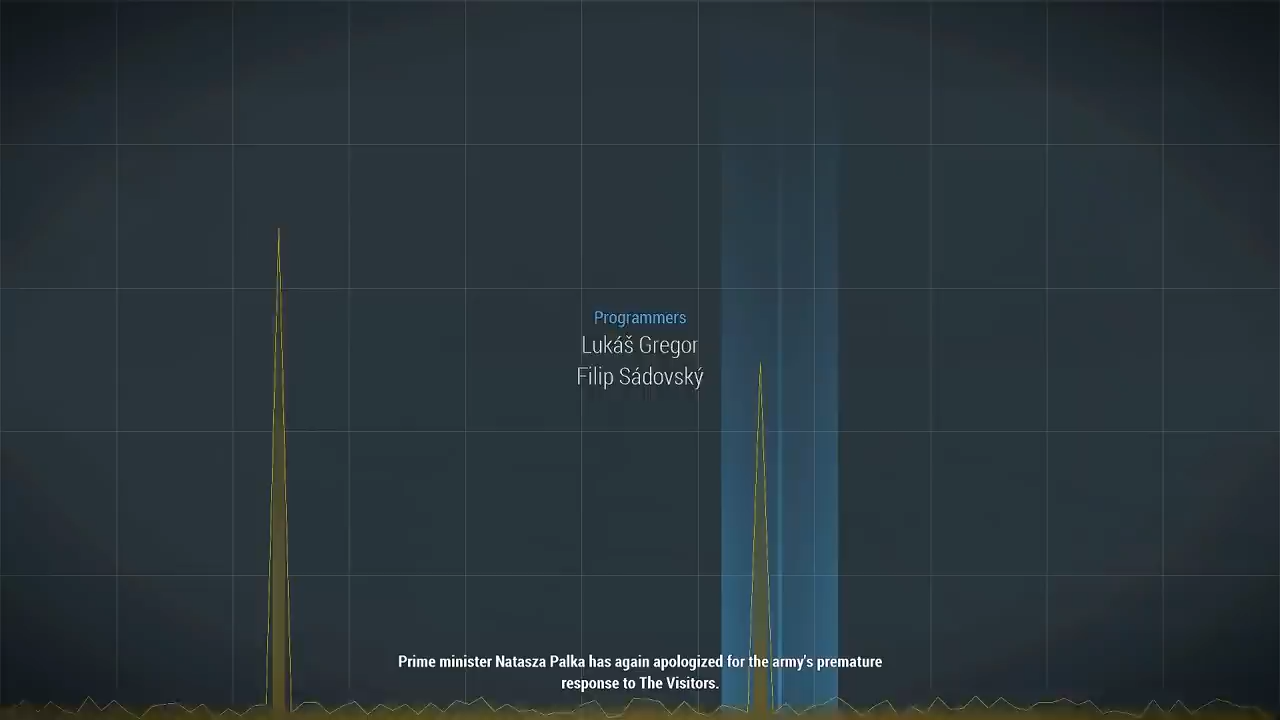 Programmers
Lukáš Gregor
Filip Sádovský
Prime minister Natasza Palka has again apologized for the army's premature
response to The Visitors.